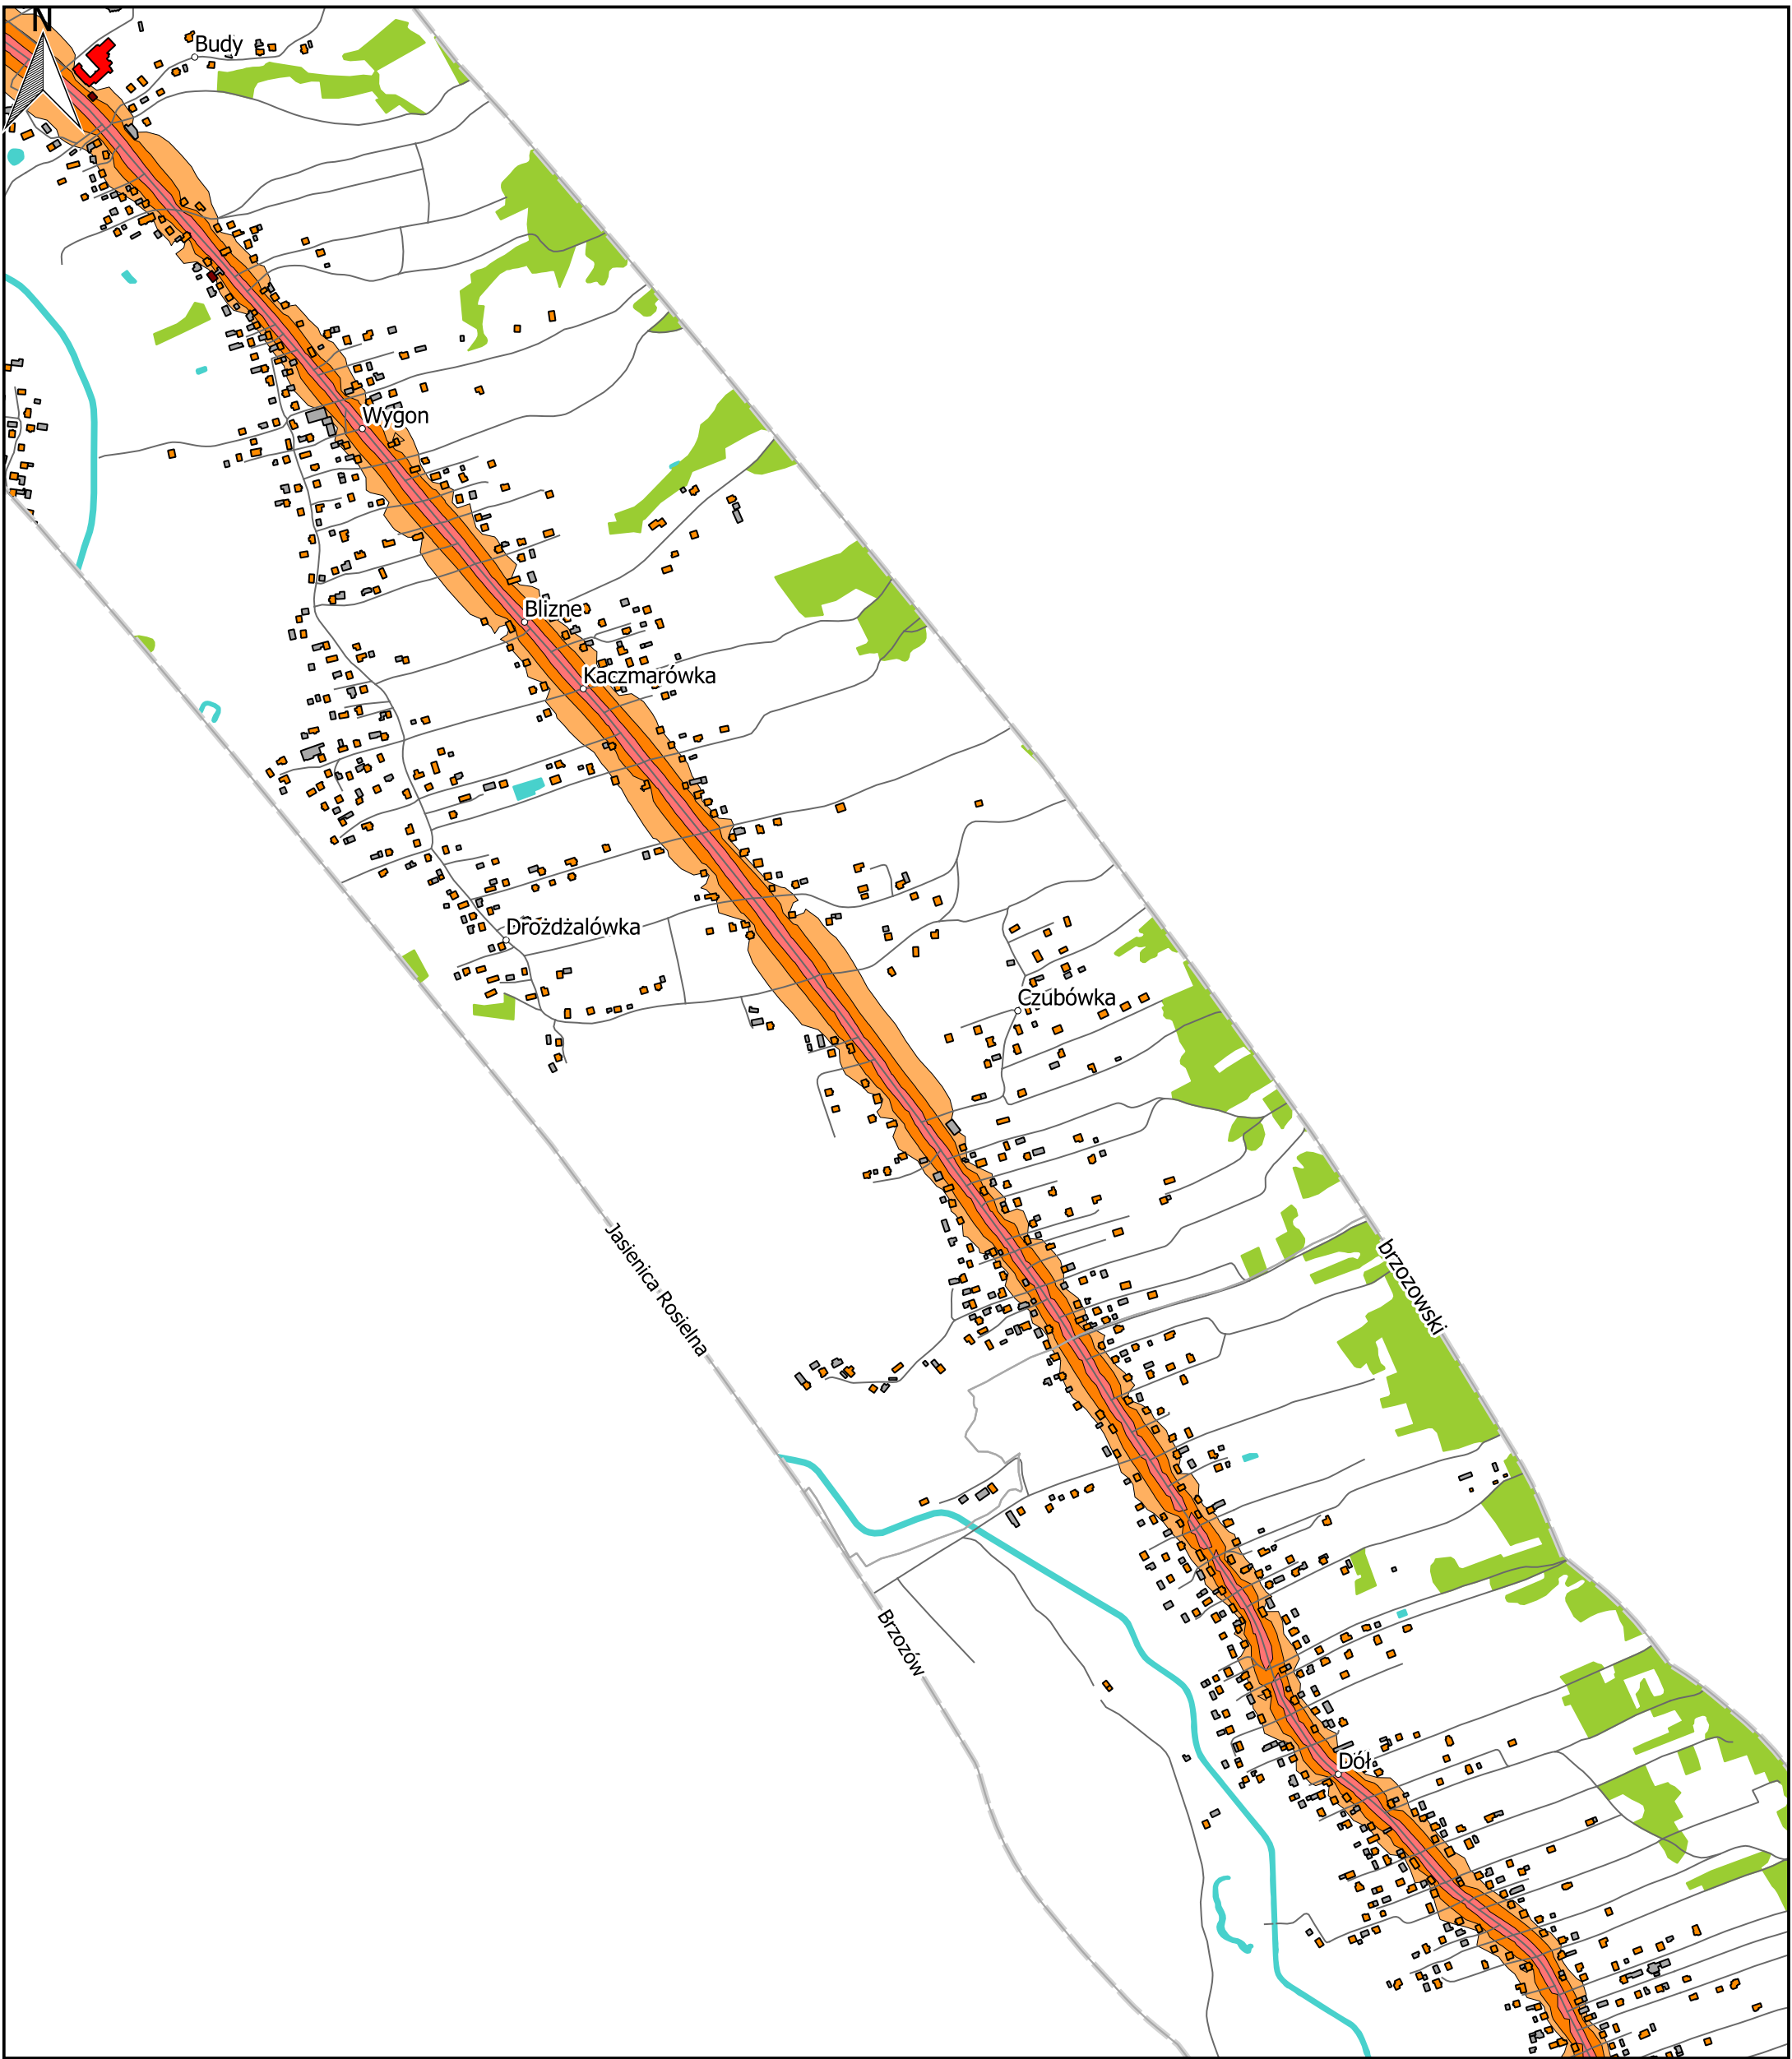 N
Budy
Wygon
Blizne
Kaczmarówka
Drożdżalówka
Czubówka
Jasienica Rosielna
brzozowski
Brzozów
Dół